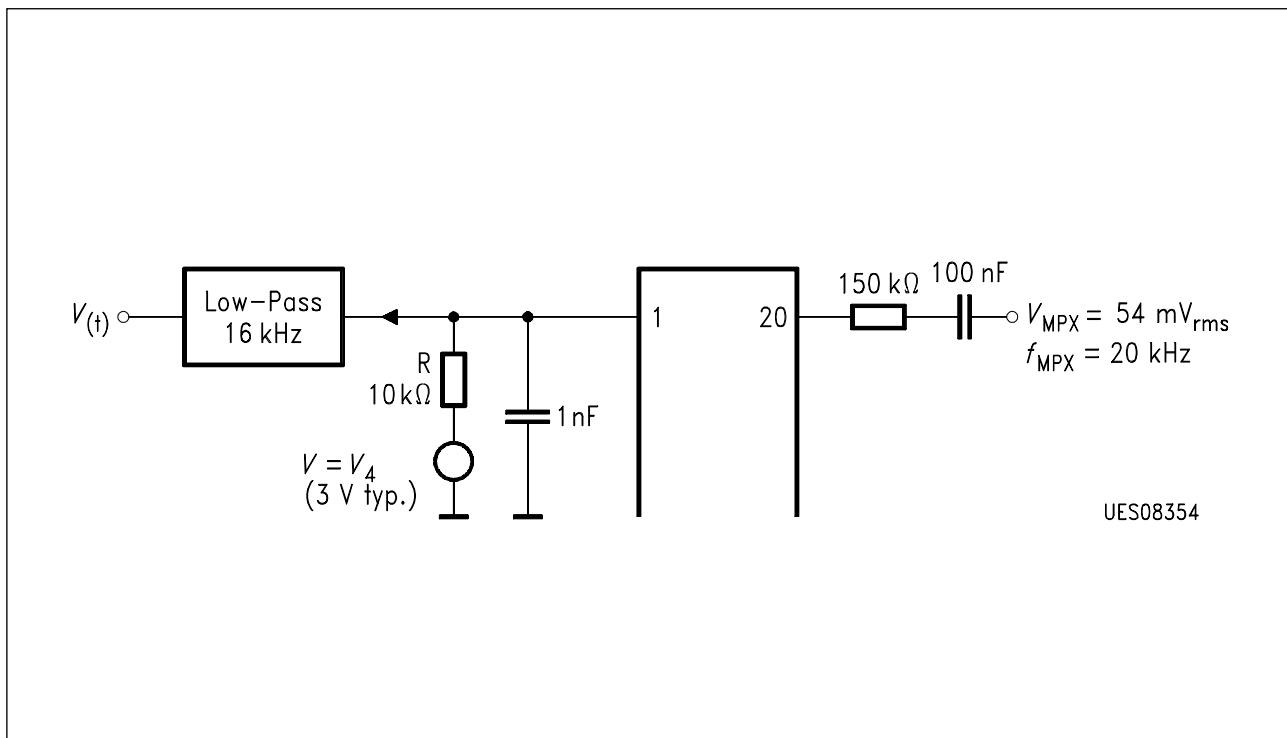 V(t)
Low-Pass
16 kHz
R
10 kΩ
V = V4
(3 V typ.)
1 nF
1
20
150 kΩ
100 nF
VMPX = 54 mVrms
fMPX = 20 kHz
UES08354